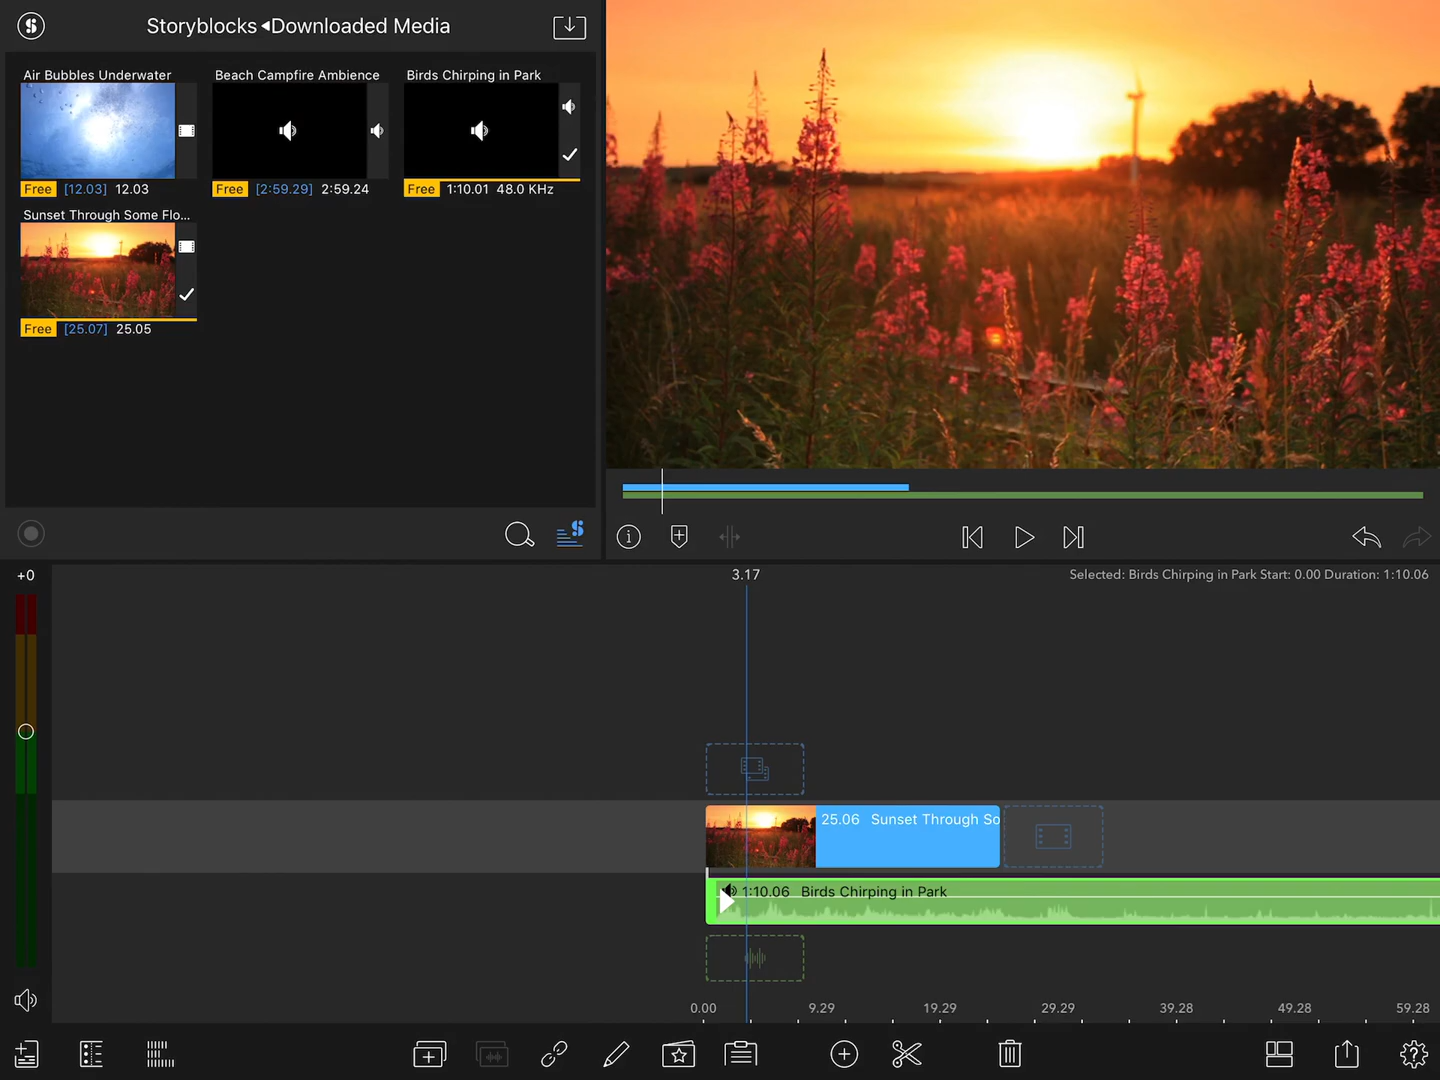 Storyblocks ◂Downloaded Media
Air Bubbles Underwater
Beach Campfire Ambience
Birds Chirping in Park
Free [12.03] 12.03
Free [2:59.29] 2:59.24
Free 1:10.01 48.0 KHz
Sunset Through Some Flo...
Free [25.07] 25.05
+0
3.17
Selected: Birds Chirping in Park Start: 0.00 Duration: 1:10.06
25.06 Sunset Through So
1:10.06 Birds Chirping in Park
0.00 9.29 19.29 29.29 39.28 49.28 59.28